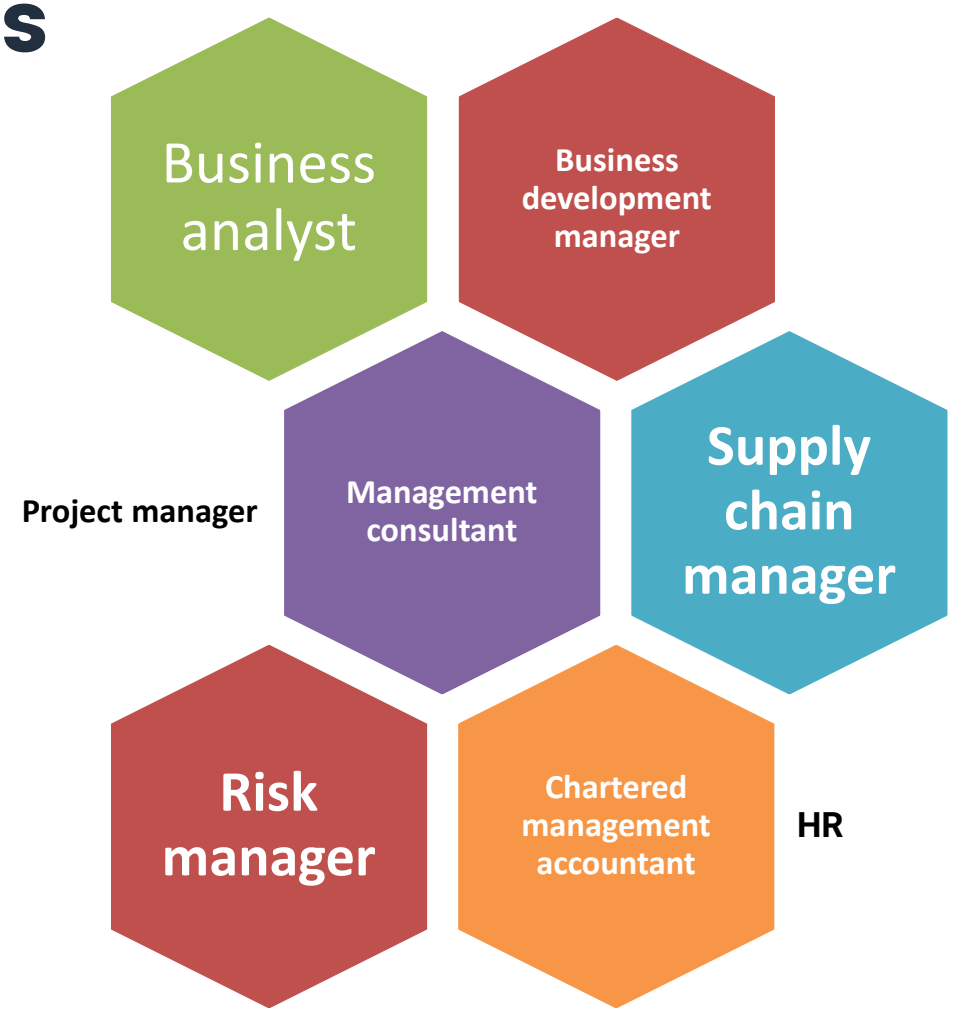 s
Business
analyst
Business
development
manager
Project manager
Management
consultant
Supply
chain
manager
Risk
manager
Chartered
management
accountant
HR